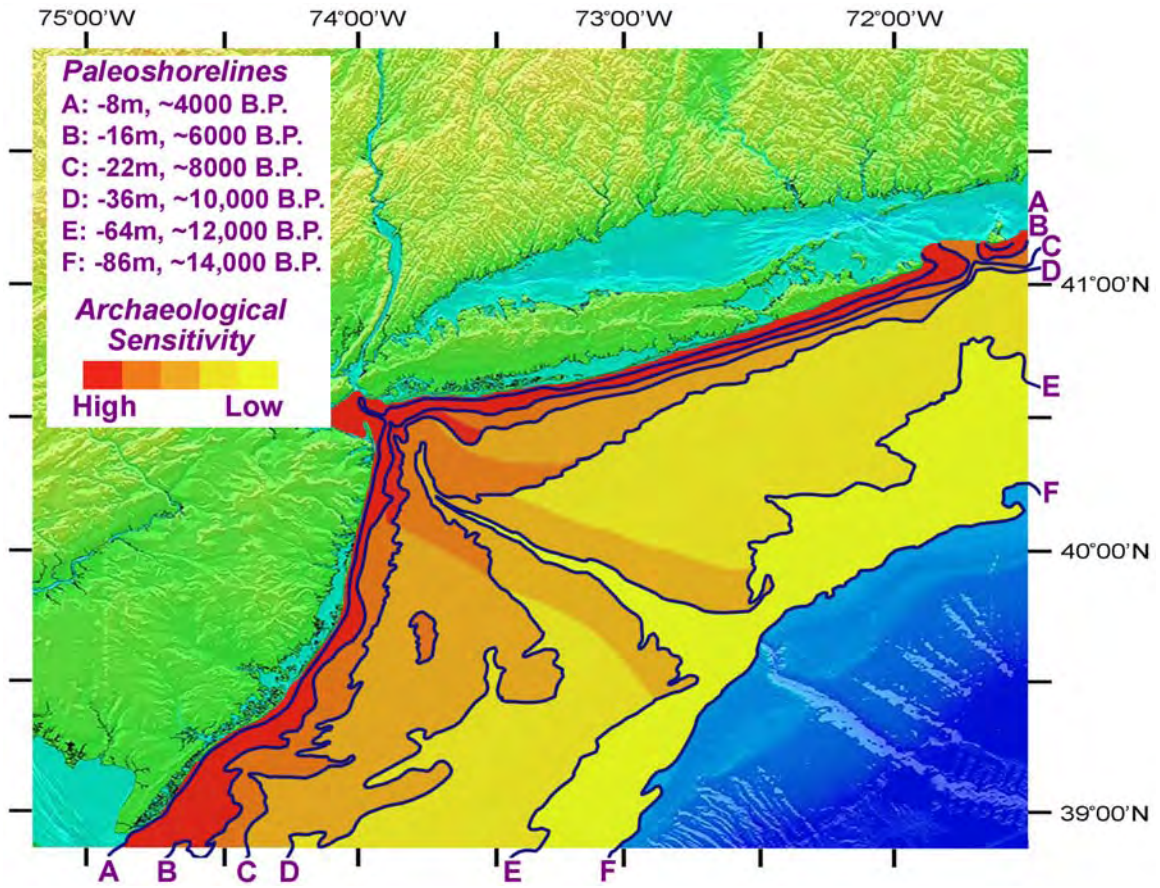 75°00'W 74°00'W 73°00'W 72°00'W
Paleoshorelines
A: -8m, ~4000 B.P.
B: -16m, ~6000 B.P.
C: -22m, ~8000 B.P.
D: -36m, ~10,000 B.P.
E: -64m, ~12,000 B.P.
F: -86m, ~14,000 B.P.
Archaeological
Sensitivity
High Low
A
B
C
D
41°00'N
E
F
40°00'N
39°00'N
A B C D E F